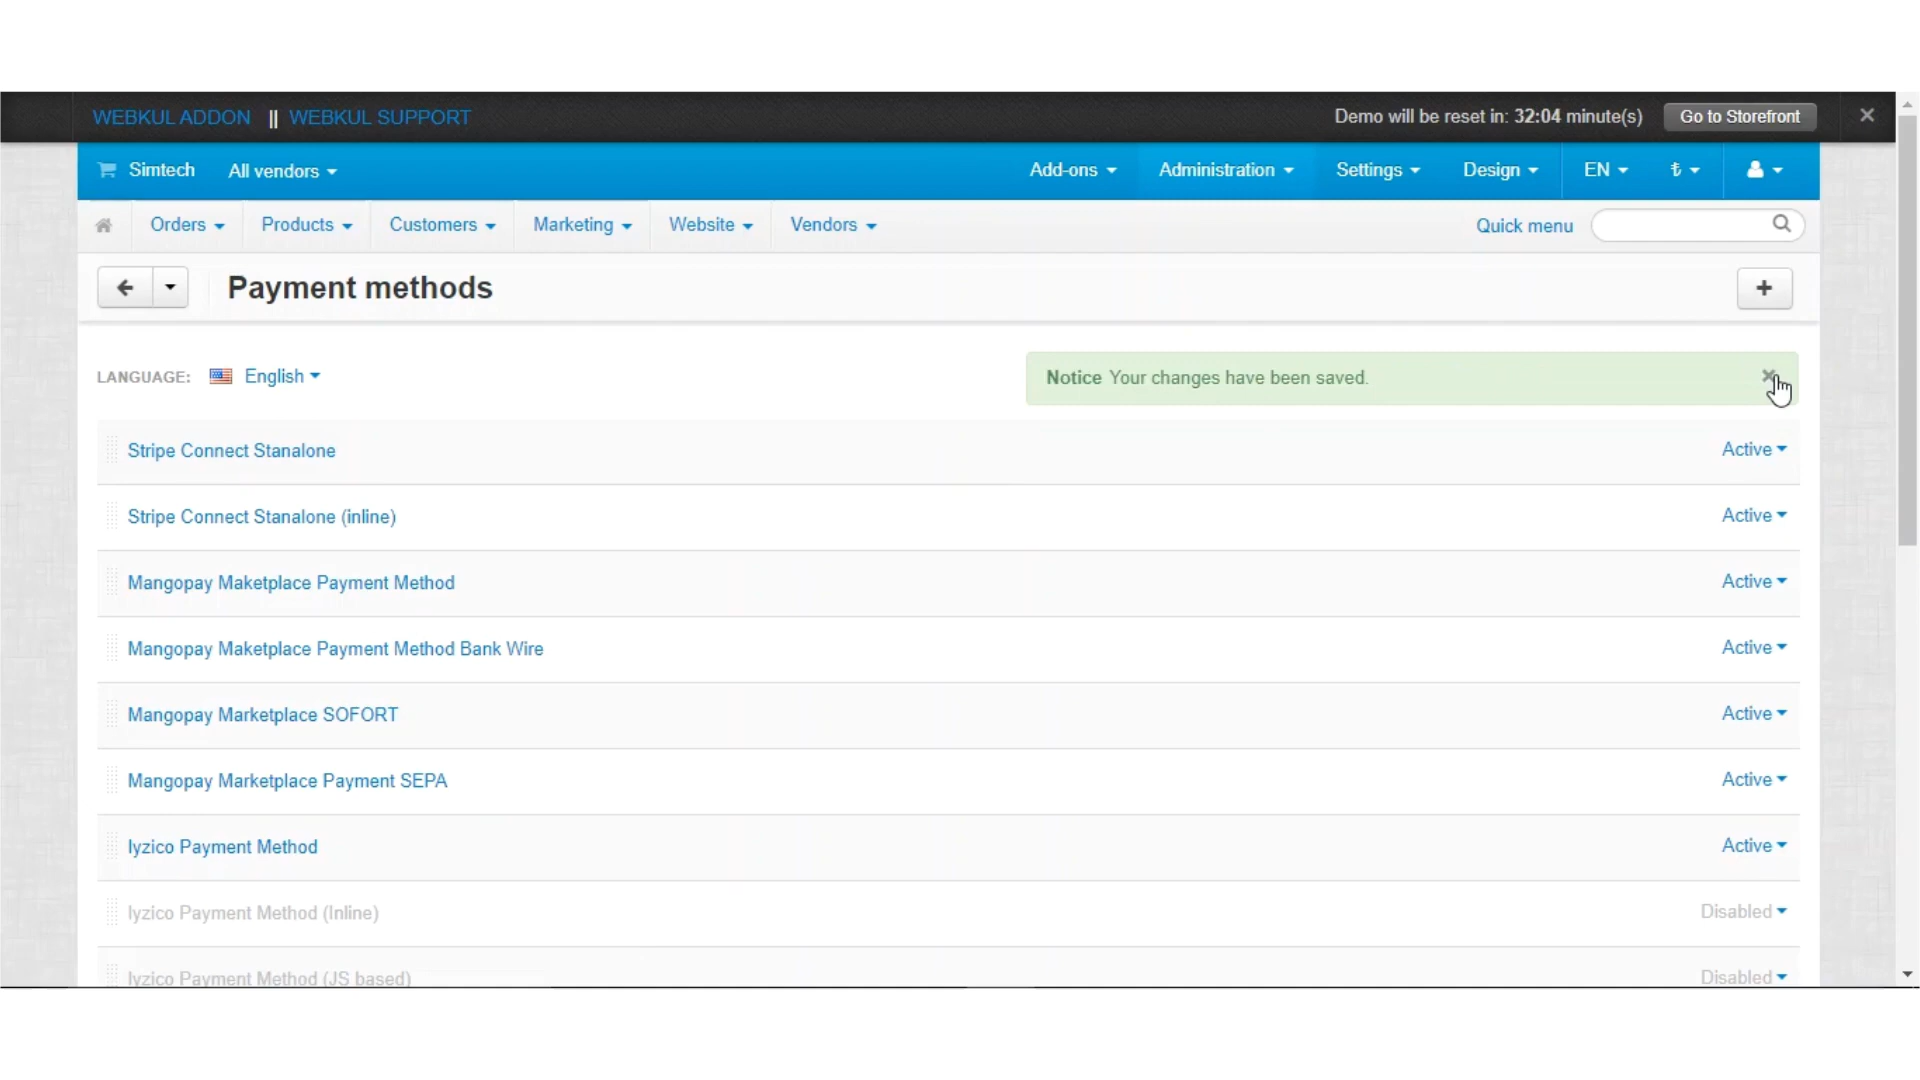 WEBKUL ADDON || WEBKUL SUPPORT Demo will be reset in: 32:04 minute(s) Go to Storefront ×
Simtech All vendors Add-ons Administration Settings Design EN ₺
Orders Products Customers Marketing Website Vendors Quick menu
Payment methods +
LANGUAGE: English Notice Your changes have been saved. ×
Stripe Connect Stanalone Active
Stripe Connect Stanalone (inline) Active
Mangopay Maketplace Payment Method Active
Mangopay Maketplace Payment Method Bank Wire Active
Mangopay Marketplace SOFORT Active
Mangopay Marketplace Payment SEPA Active
Iyzico Payment Method Active
Iyzico Payment Method (Inline) Disabled
Iyzico Payment Method (JS based) Disabled